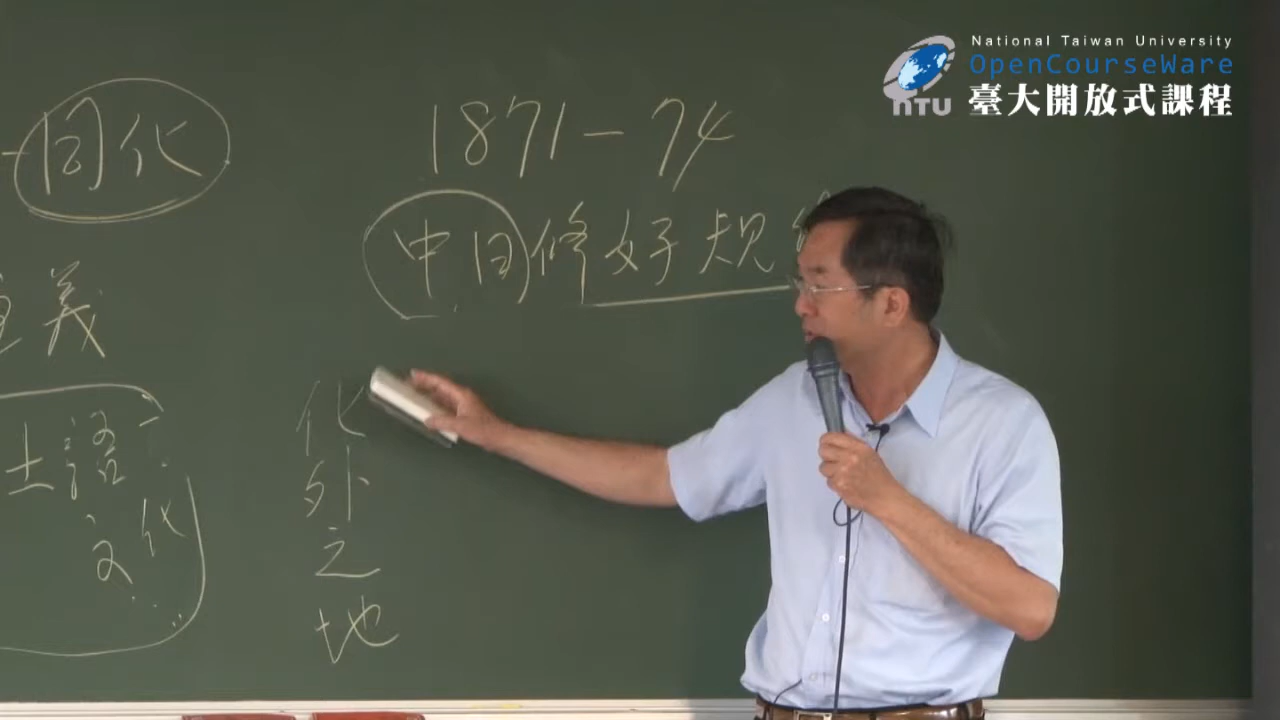 National Taiwan University
OpenCourseWare
NTU 臺大開放式課程
同化
義
土語
文化
1871-74
中日修好規
化外之地